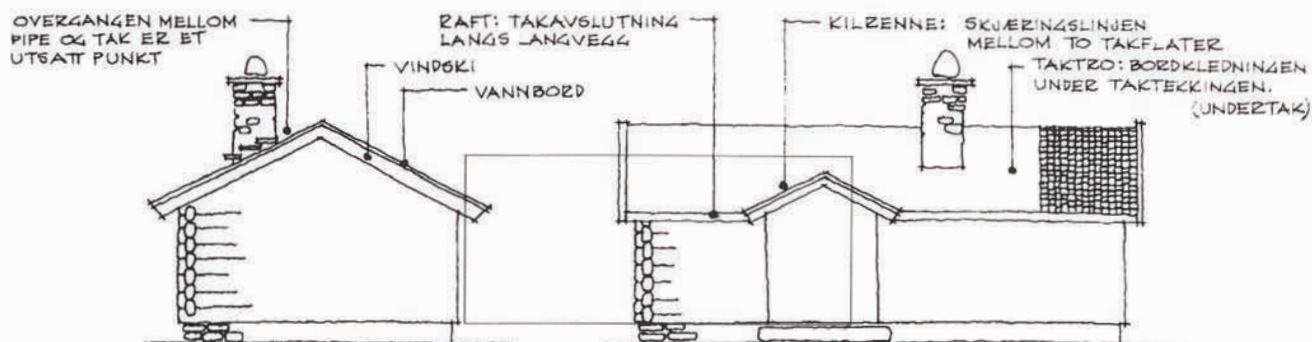 OVERGANGEN MELLOM
PIPE OG TAK ER ET
UTSATT PUNKT
VINDSKI
VANNBORD
RAFT: TAKAVSLUTNING
LANGS LANGVEGG
KILRENNE: SKJÆRINGSLINJEN
MELLOM TO TAKFLATER
TAKTRO: BORDKLEDNINGEN
UNDER TAKTEKKINGEN.
(UNDERTAK)